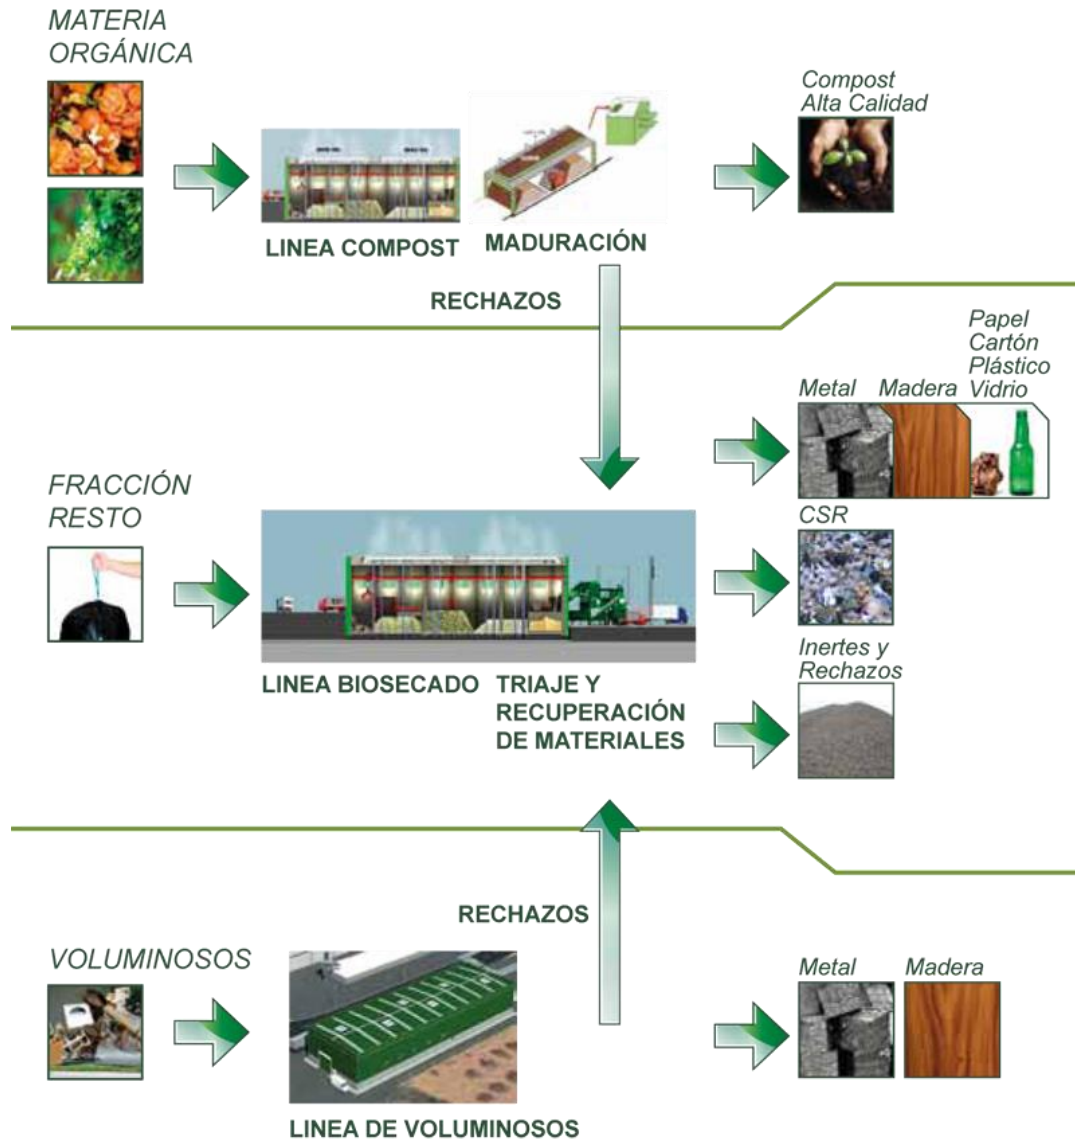 MATERIA
ORGÁNICA
Compost
Alta Calidad
LINEA COMPOST
MADURACIÓN
RECHAZOS
Papel
Cartón
Plástico
Vidrio
Metal
Madera
FRACCIÓN
RESTO
CSR
Inertes y
Rechazos
LINEA BIOSECADO
TRIAJE Y
RECUPERACIÓN
DE MATERIALES
RECHAZOS
VOLUMINOSOS
Metal
Madera
LINEA DE VOLUMINOSOS